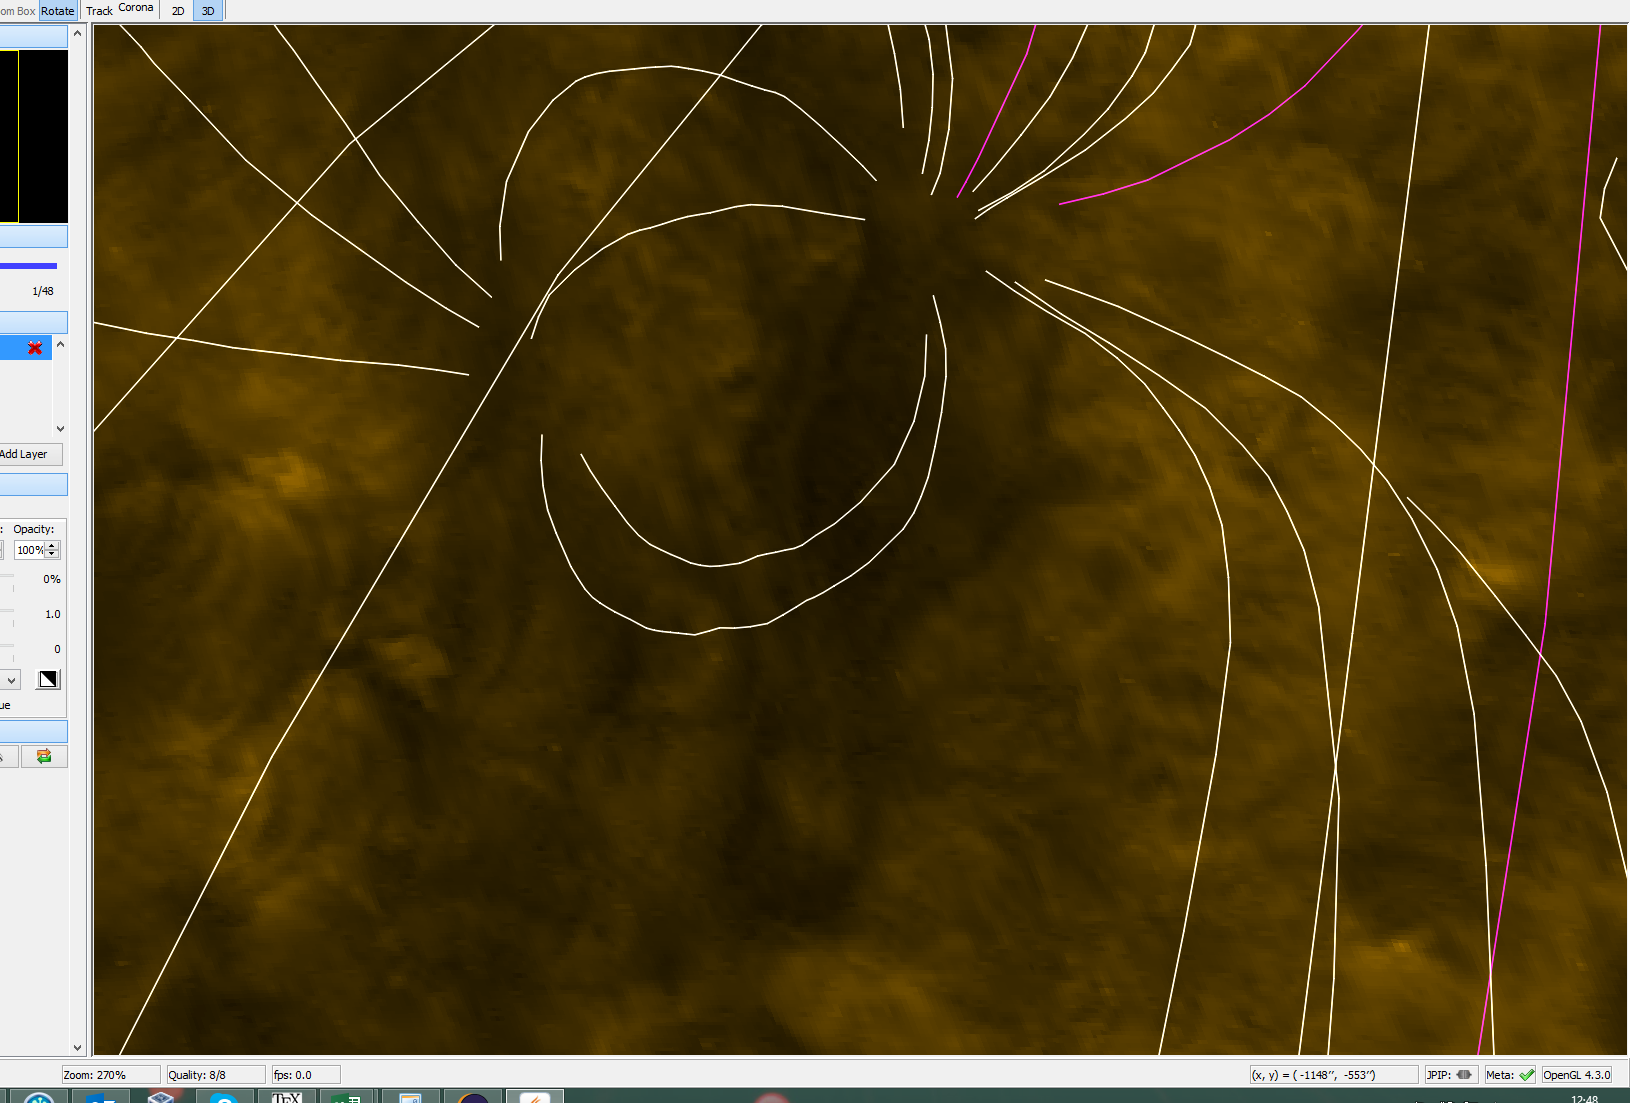 om Box Rotate Track Corona 2D 3D
1/48
Add Layer
: Opacity:
100%
0%
1.0
0
ue
Zoom: 270% Quality: 8/8 fps: 0.0 (x, y) = ( -1148’’, -553’’) JPIP: Meta: OpenGL 4.3.0
TEX
12:48